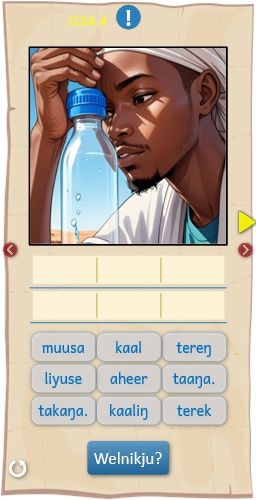 G34.4 !
muusa kaal tereŋ
liyuse aheer taaŋa.
takaŋa. kaaliŋ terek
Welnikju?